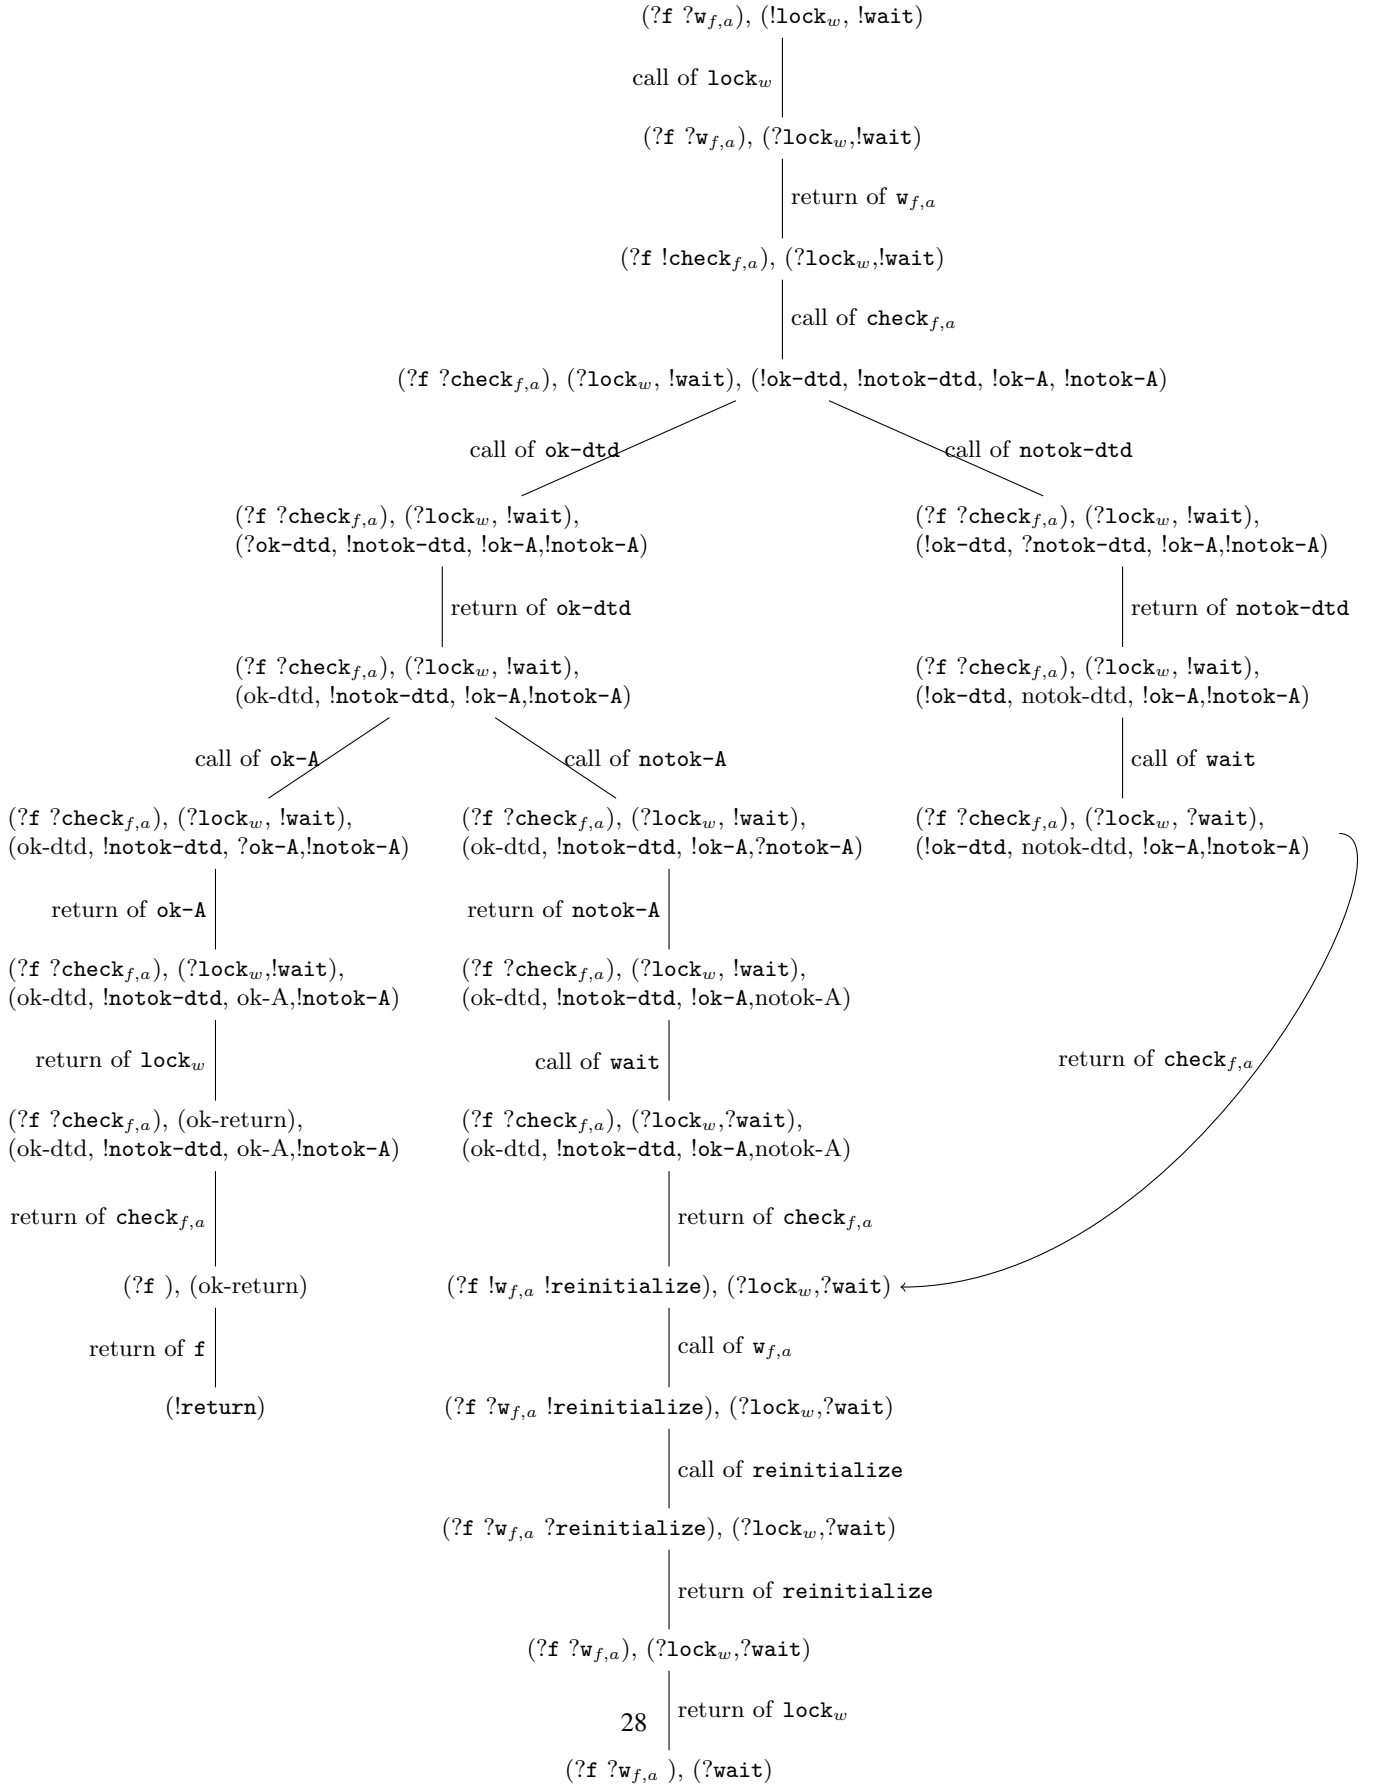 (?f ?w_{f,a}), (!lock_w, !wait)
call of lock_w
(?f ?w_{f,a}), (?lock_w,!wait)
return of w_{f,a}
(?f !check_{f,a}), (?lock_w,!wait)
call of check_{f,a}
(?f ?check_{f,a}), (?lock_w, !wait), (!ok-dtd, !notok-dtd, !ok-A, !notok-A)
call of ok-dtd
call of notok-dtd
(?f ?check_{f,a}), (?lock_w, !wait),
(?ok-dtd, !notok-dtd, !ok-A,!notok-A)
(?f ?check_{f,a}), (?lock_w, !wait),
(!ok-dtd, ?notok-dtd, !ok-A,!notok-A)
return of ok-dtd
return of notok-dtd
(?f ?check_{f,a}), (?lock_w, !wait),
(ok-dtd, !notok-dtd, !ok-A,!notok-A)
(?f ?check_{f,a}), (?lock_w, !wait),
(!ok-dtd, notok-dtd, !ok-A,!notok-A)
call of ok-A
call of notok-A
call of wait
(?f ?check_{f,a}), (?lock_w, !wait),
(ok-dtd, !notok-dtd, ?ok-A,!notok-A)
(?f ?check_{f,a}), (?lock_w, !wait),
(ok-dtd, !notok-dtd, !ok-A,?notok-A)
(?f ?check_{f,a}), (?lock_w, ?wait),
(!ok-dtd, notok-dtd, !ok-A,!notok-A)
return of ok-A
return of notok-A
(?f ?check_{f,a}), (?lock_w,!wait),
(ok-dtd, !notok-dtd, ok-A,!notok-A)
(?f ?check_{f,a}), (?lock_w, !wait),
(ok-dtd, !notok-dtd, !ok-A,notok-A)
return of lock_w
call of wait
return of check_{f,a}
(?f ?check_{f,a}), (ok-return),
(ok-dtd, !notok-dtd, ok-A,!notok-A)
(?f ?check_{f,a}), (?lock_w,?wait),
(ok-dtd, !notok-dtd, !ok-A,notok-A)
return of check_{f,a}
return of check_{f,a}
(?f ), (ok-return)
(?f !w_{f,a} !reinitialize), (?lock_w,?wait)
return of f
call of w_{f,a}
(!return)
(?f ?w_{f,a} !reinitialize), (?lock_w,?wait)
call of reinitialize
(?f ?w_{f,a} ?reinitialize), (?lock_w,?wait)
return of reinitialize
(?f ?w_{f,a}), (?lock_w,?wait)
return of lock_w
28
(?f ?w_{f,a} ), (?wait)